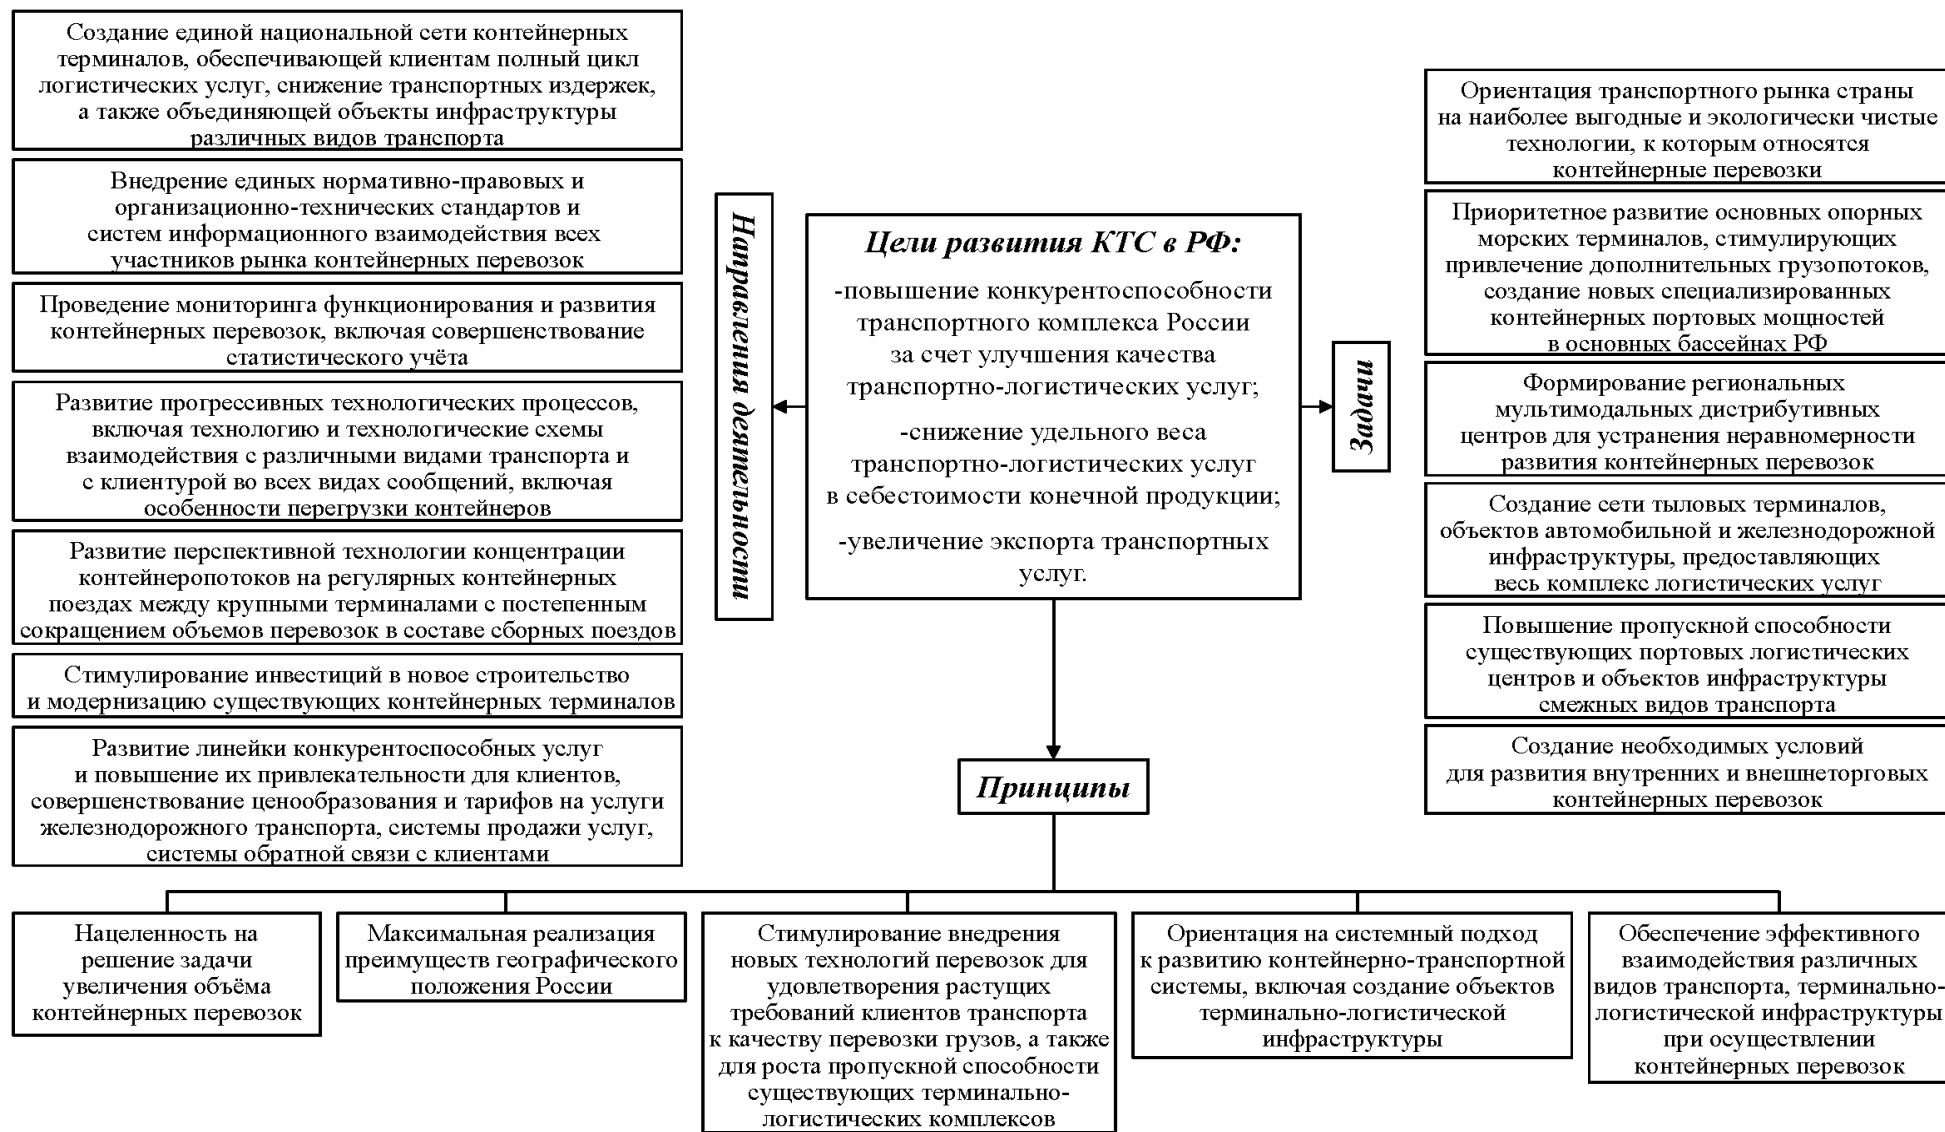 Создание единой национальной сети контейнерных
терминалов, обеспечивающей клиентам полный цикл
логистических услуг, снижение транспортных издержек,
а также объединяющей объекты инфраструктуры
различных видов транспорта
Внедрение единых нормативно-правовых и
организационно-технических стандартов и
систем информационного взаимодействия всех
участников рынка контейнерных перевозок
Проведение мониторинга функционирования и развития
контейнерных перевозок, включая совершенствование
статистического учёта
Развитие прогрессивных технологических процессов,
включая технологию и технологические схемы
взаимодействия с различными видами транспорта и
с клиентурой во всех видах сообщений, включая
особенности перегрузки контейнеров
Развитие перспективной технологии концентрации
контейнеропотоков на регулярных контейнерных
поездах между крупными терминалами с постепенным
сокращением объемов перевозок в составе сборных поездов
Стимулирование инвестиций в новое строительство
и модернизацию существующих контейнерных терминалов
Развитие линейки конкурентоспособных услуг
и повышение их привлекательности для клиентов,
совершенствование ценообразования и тарифов на услуги
железнодорожного транспорта, системы продажи услуг,
системы обратной связи с клиентами
Направления деятельности
Цели развития КТС в РФ:
-повышение конкурентоспособности
транспортного комплекса России
за счет улучшения качества
транспортно-логистических услуг;
-снижение удельного веса
транспортно-логистических услуг
в себестоимости конечной продукции;
-увеличение экспорта транспортных
услуг.
Задачи
Ориентация транспортного рынка страны
на наиболее выгодные и экологически чистые
технологии, к которым относятся
контейнерные перевозки
Приоритетное развитие основных опорных
морских терминалов, стимулирующих
привлечение дополнительных грузопотоков,
создание новых специализированных
контейнерных портовых мощностей
в основных бассейнах РФ
Формирование региональных
мультимодальных дистрибутивных
центров для устранения неравномерности
развития контейнерных перевозок
Создание сети тыловых терминалов,
объектов автомобильной и железнодорожной
инфраструктуры, предоставляющих
весь комплекс логистических услуг
Повышение пропускной способности
существующих портовых логистических
центров и объектов инфраструктуры
смежных видов транспорта
Создание необходимых условий
для развития внутренних и внешнеторговых
контейнерных перевозок
Принципы
Нацеленность на
решение задачи
увеличения объёма
контейнерных перевозок
Максимальная реализация
преимуществ географического
положения России
Стимулирование внедрения
новых технологий перевозок для
удовлетворения растущих
требований клиентов транспорта
к качеству перевозки грузов, а также
для роста пропускной способности
существующих терминально-
логистических комплексов
Ориентация на системный подход
к развитию контейнерно-транспортной
системы, включая создание объектов
терминально-логистической
инфраструктуры
Обеспечение эффективного
взаимодействия различных
видов транспорта, терминально-
логистической инфраструктуры
при осуществлении
контейнерных перевозок